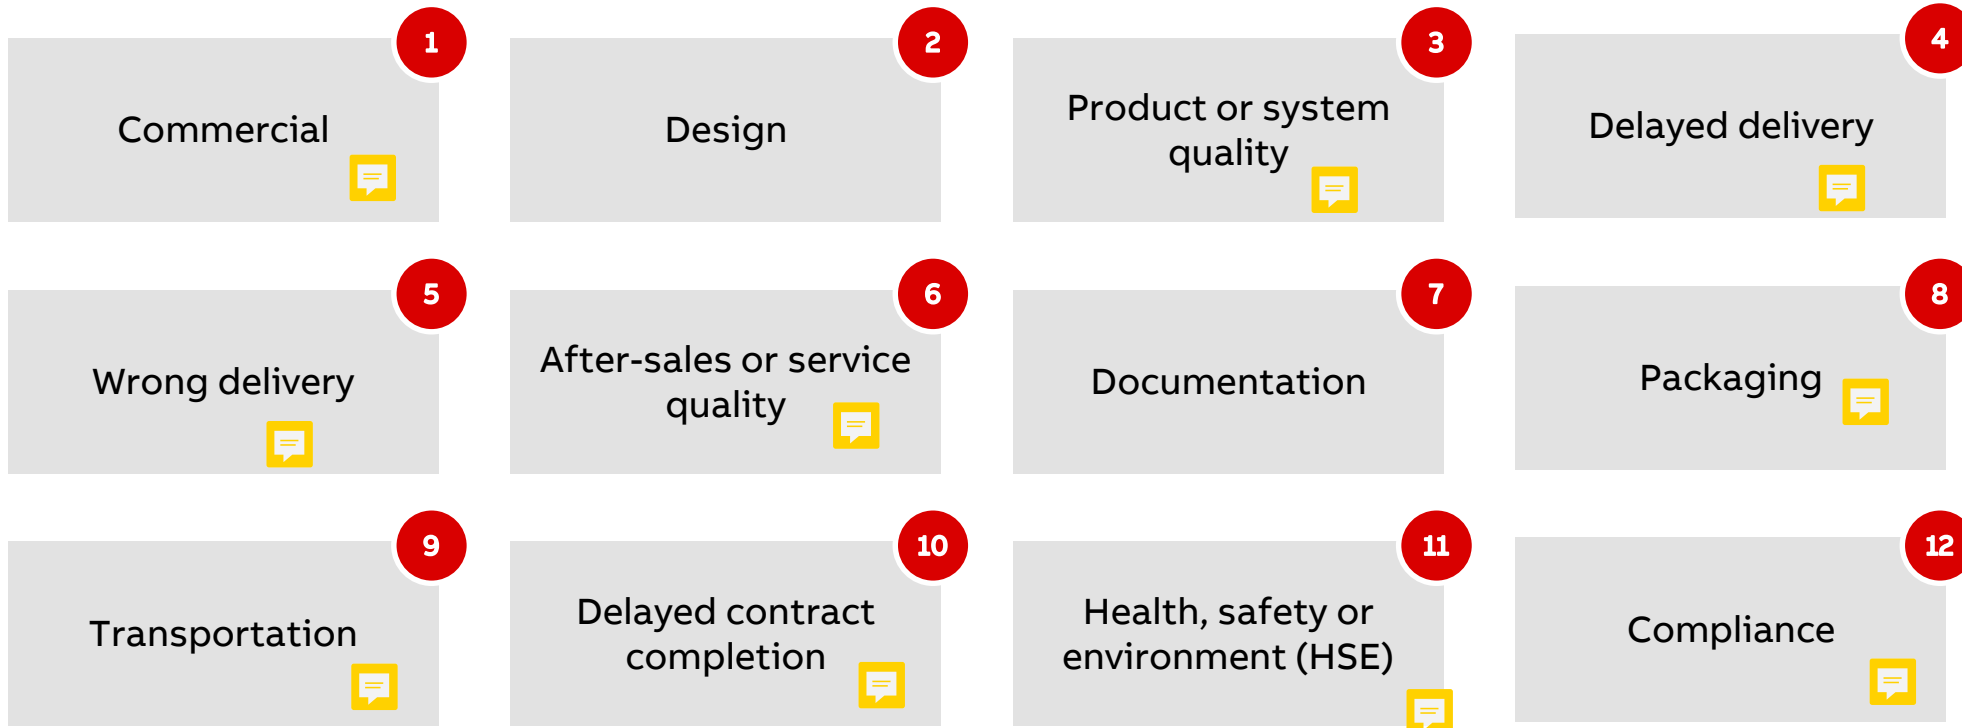 1
Commercial
2
Design
3
Product or system
quality
4
Delayed delivery
5
Wrong delivery
6
After-sales or service
quality
7
Documentation
8
Packaging
9
Transportation
10
Delayed contract
completion
11
Health, safety or
environment (HSE)
12
Compliance